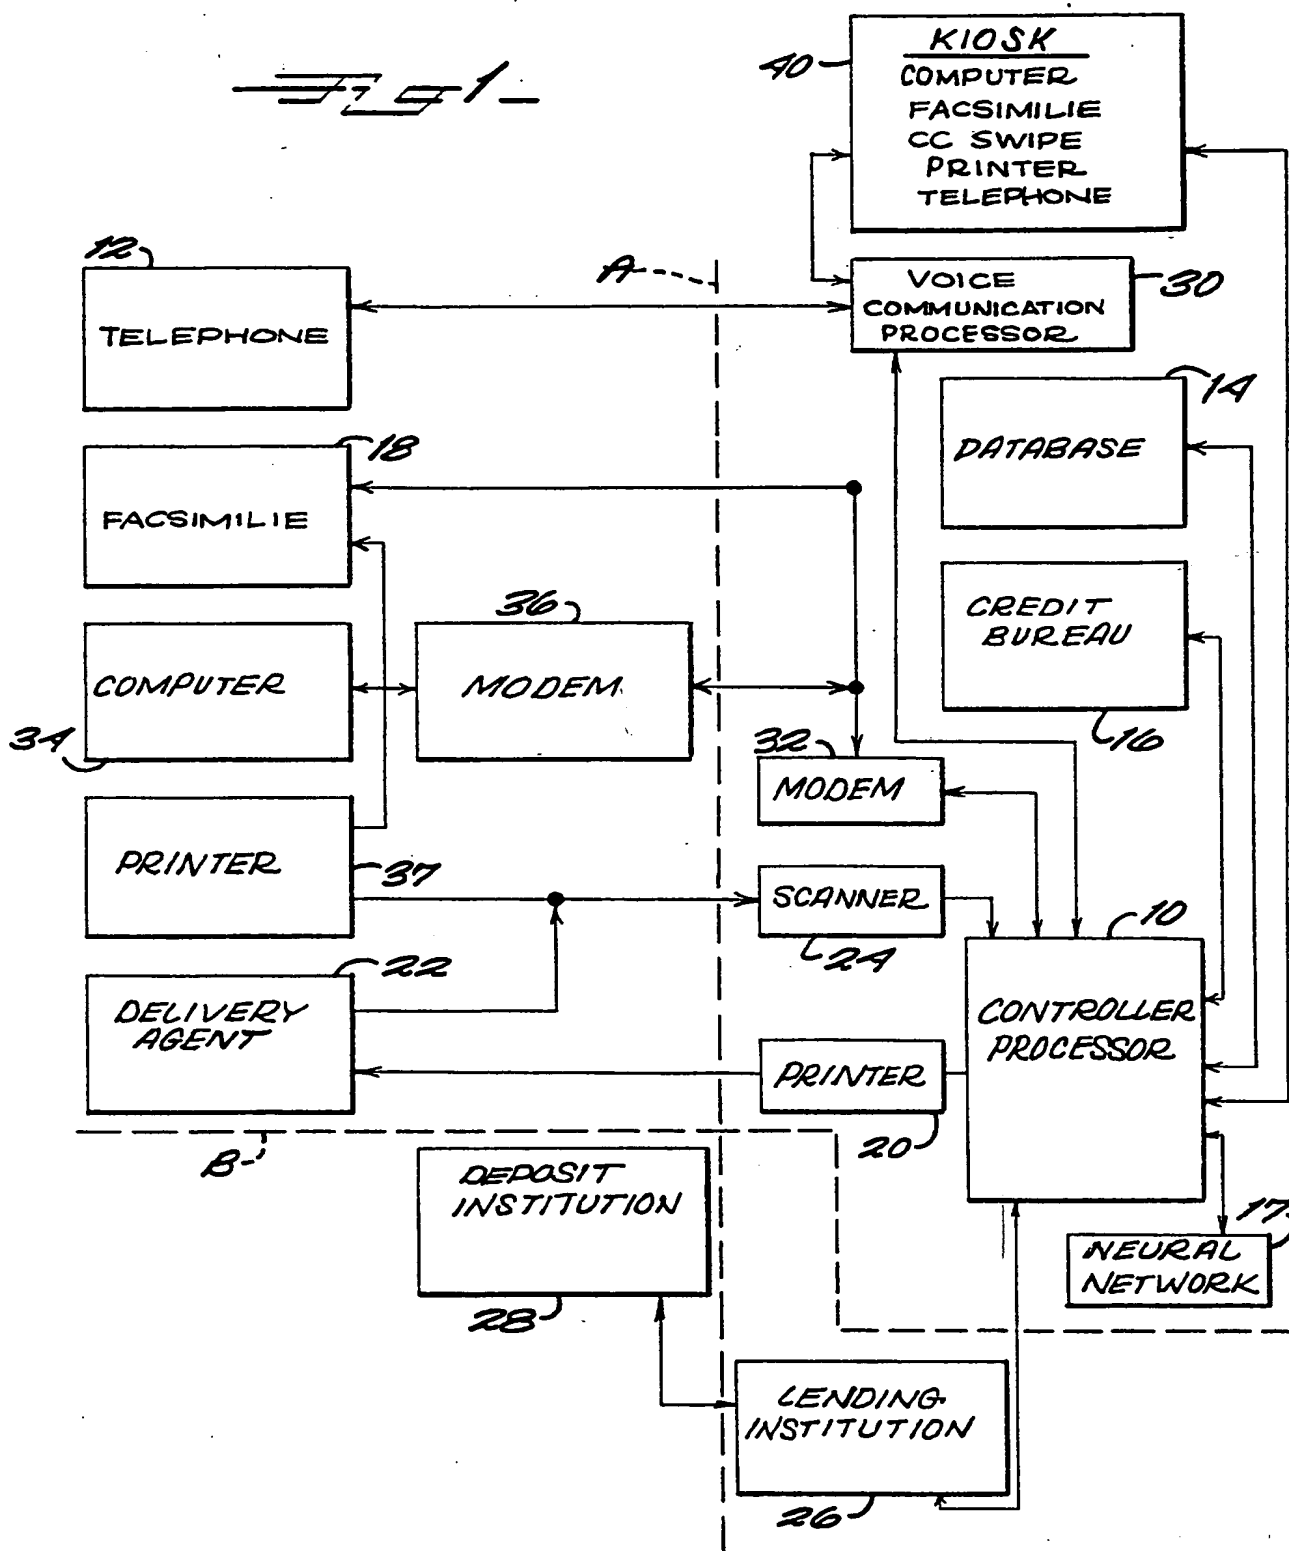 Fig 1
40
KIOSK
COMPUTER
FACSIMILIE
CC SWIPE
PRINTER
TELEPHONE
12
TELEPHONE
A
VOICE
COMMUNICATION
PROCESSOR
30
14
DATABASE
18
FACSIMILIE
CREDIT
BUREAU
16
36
MODEM
COMPUTER
34
32
MODEM
PRINTER
37
SCANNER
24
10
CONTROLLER
PROCESSOR
22
DELIVERY
AGENT
PRINTER
20
B
DEPOSIT
INSTITUTION
28
17
NEURAL
NETWORK
LENDING
INSTITUTION
26